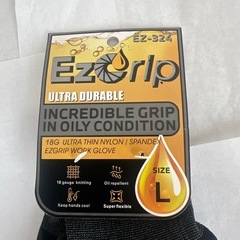 EZ-324
EzGrip
ULTRA DURABLE
INCREDIBLE GRIP
IN OILY CONDITION
18G ULTRA THIN NYLON / SPANDEX
EZGRIP WORK GLOVE
18 gauge knitting
Oil repellent
Keep hands cool
Super flexible
SIZE
L